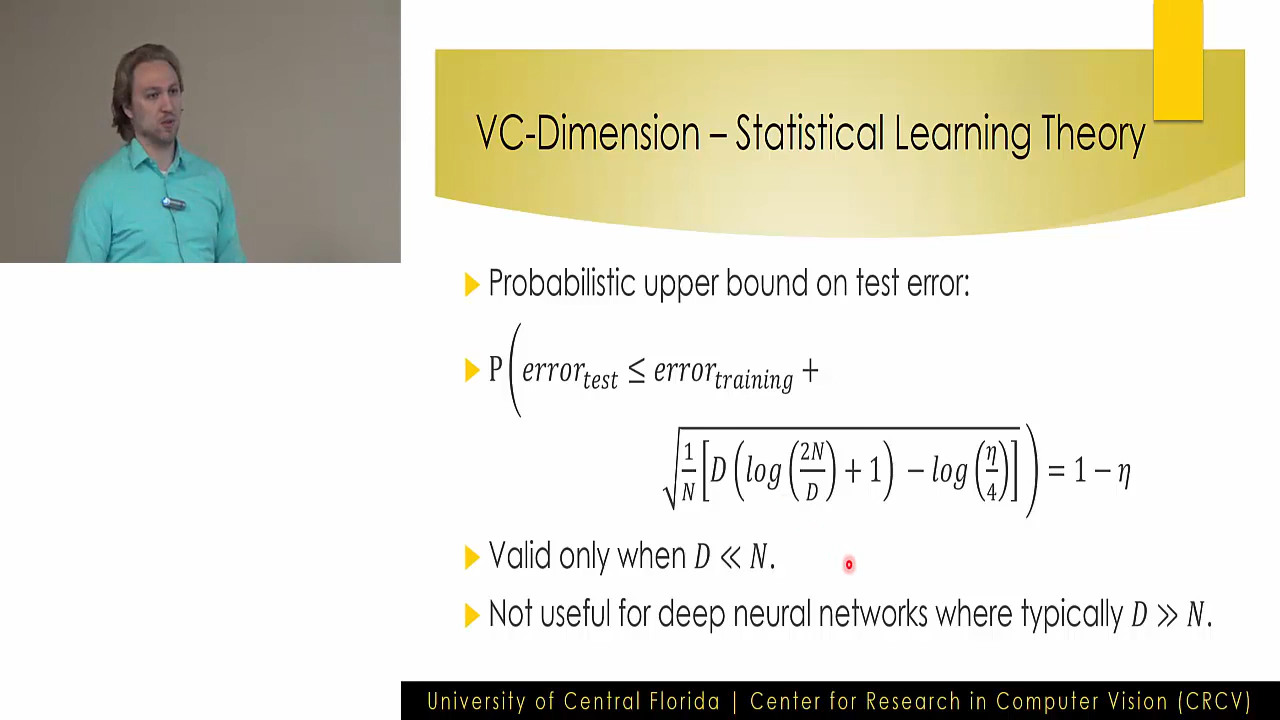 VC-Dimension – Statistical Learning Theory
Probabilistic upper bound on test error:
P(error_test ≤ error_training +
√(1/N [D (log (2N/D) + 1) − log (η/4)])) = 1 − η
Valid only when D ≪ N.
Not useful for deep neural networks where typically D ≫ N.
University of Central Florida | Center for Research in Computer Vision (CRCV)